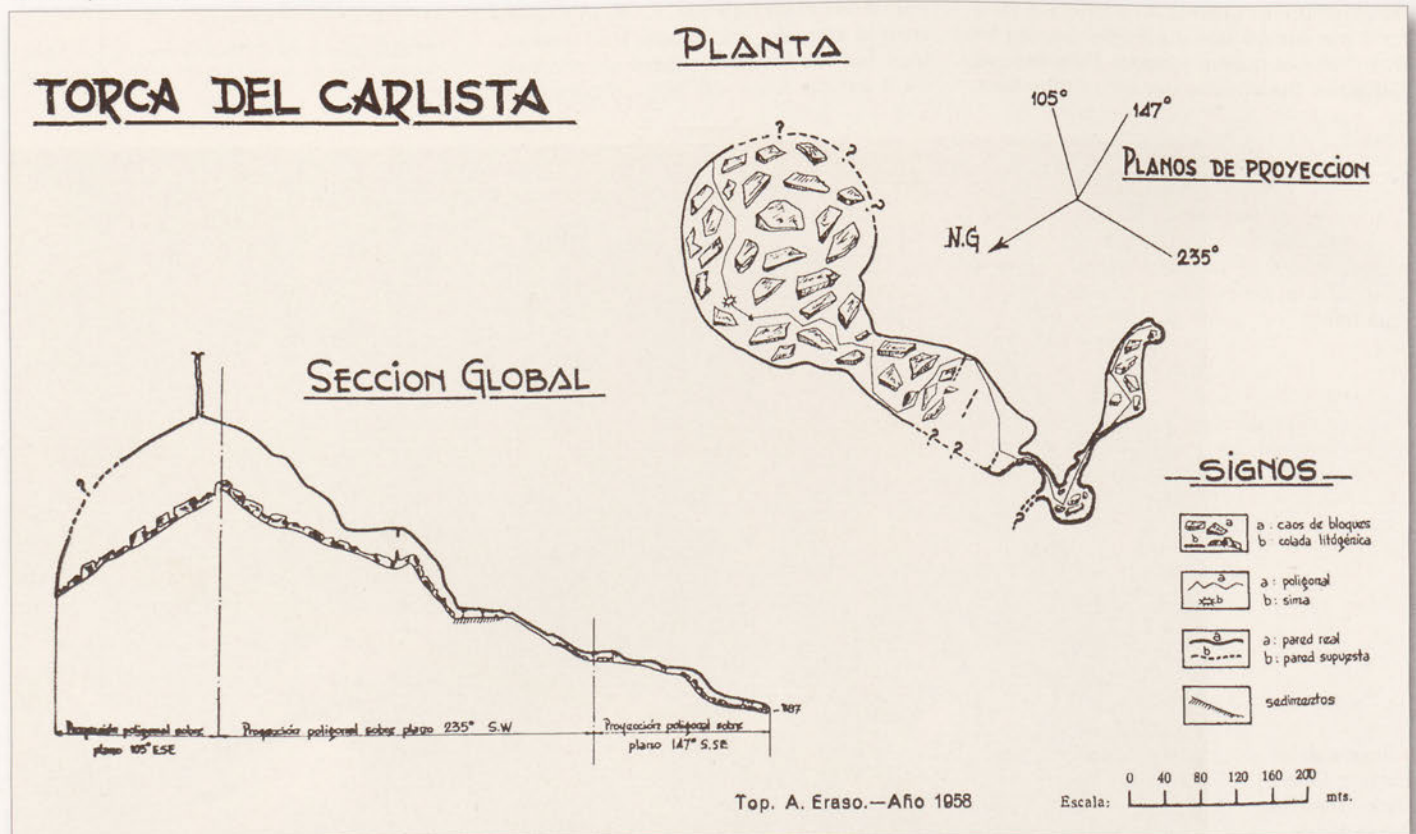 TORCA DEL CARLISTA
PLANTA
105°
147°
PLANOS DE PROYECCION
N.G
235°
?
?
?
?
?
?
SECCION GLOBAL
?
SIGNOS
a
b
a : caos de bloques
b : colada litogénica
a
b
a : poligonal
b : sima
a
b
a : pared real
b : pared supuesta
sedimentos
Proyección poligonal sobre
plano 105° ESE
Proyección poligonal sobre plano 235° S.W
Proyección poligonal sobre
plano 147° S.SE
Top. A. Eraso.—Año 1958
Escala:
0 40 80 120 160 200
mts.